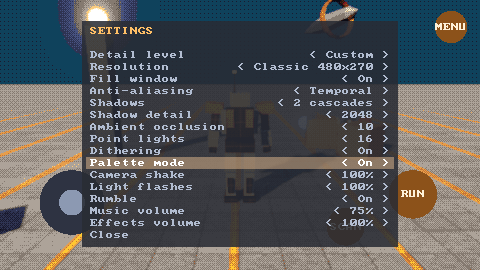 SETTINGS
MENU
Detail level < Custom >
Resolution < Classic 480x270 >
Fill window < On >
Anti-aliasing < Temporal >
Shadows < 2 cascades >
Shadow detail < 2048 >
Ambient occlusion < 10 >
Point lights < 16 >
Dithering < On >
Palette mode < On >
Camera shake < 100% >
Light flashes < 100% >
Rumble < On >
Music volume < 75% >
Effects volume < 100% >
Close
RUN